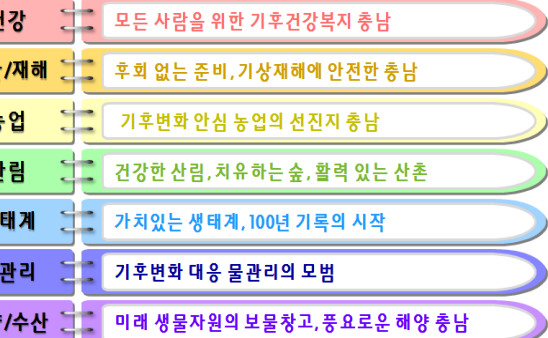 건강
모든 사람을 위한 기후건강복지 충남
/재해
후회 없는 준비, 기상재해에 안전한 충남
농업
기후변화 안심 농업의 선진지 충남
산림
건강한 산림, 치유하는 숲, 활력 있는 산촌
태계
가치있는 생태계, 100년 기록의 시작
관리
기후변화 대응 물관리의 모범
/수산
미래 생물자원의 보물창고, 풍요로운 해양 충남